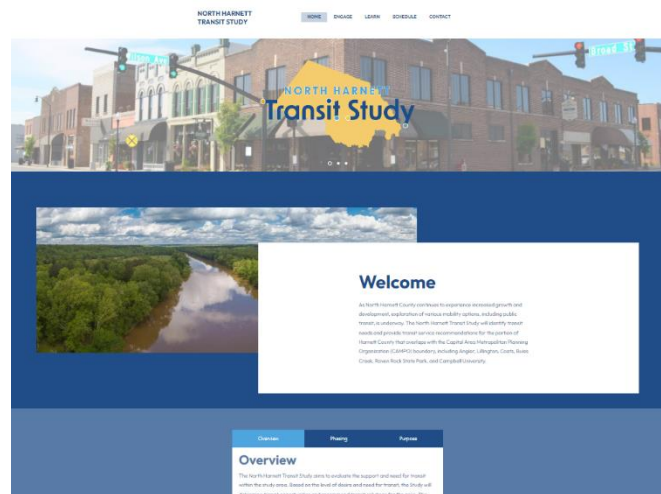 NORTH HARNETT
TRANSIT STUDY
HOME ENGAGE LEARN SCHEDULE CONTACT
Broad St
NORTH HARNETT
Transit Study
Welcome
As North Harnett County continues to experience increased growth and
development, exploration of various mobility options, including public
transit, is underway. The North Harnett Transit Study will identify transit
needs and provide transit service recommendations for the portion of
Harnett County that overlaps with the Capital Area Metropolitan Planning
Organization (CAMPO) boundary, including Angier, Lillington, Coats, Buies
Creek, Raven Rock State Park, and Campbell University.
Overview Phasing Purpose
Overview
The North Harnett Transit Study aims to evaluate the support and need for transit
within the study area. Based on the level of desire and need for transit, the Study will